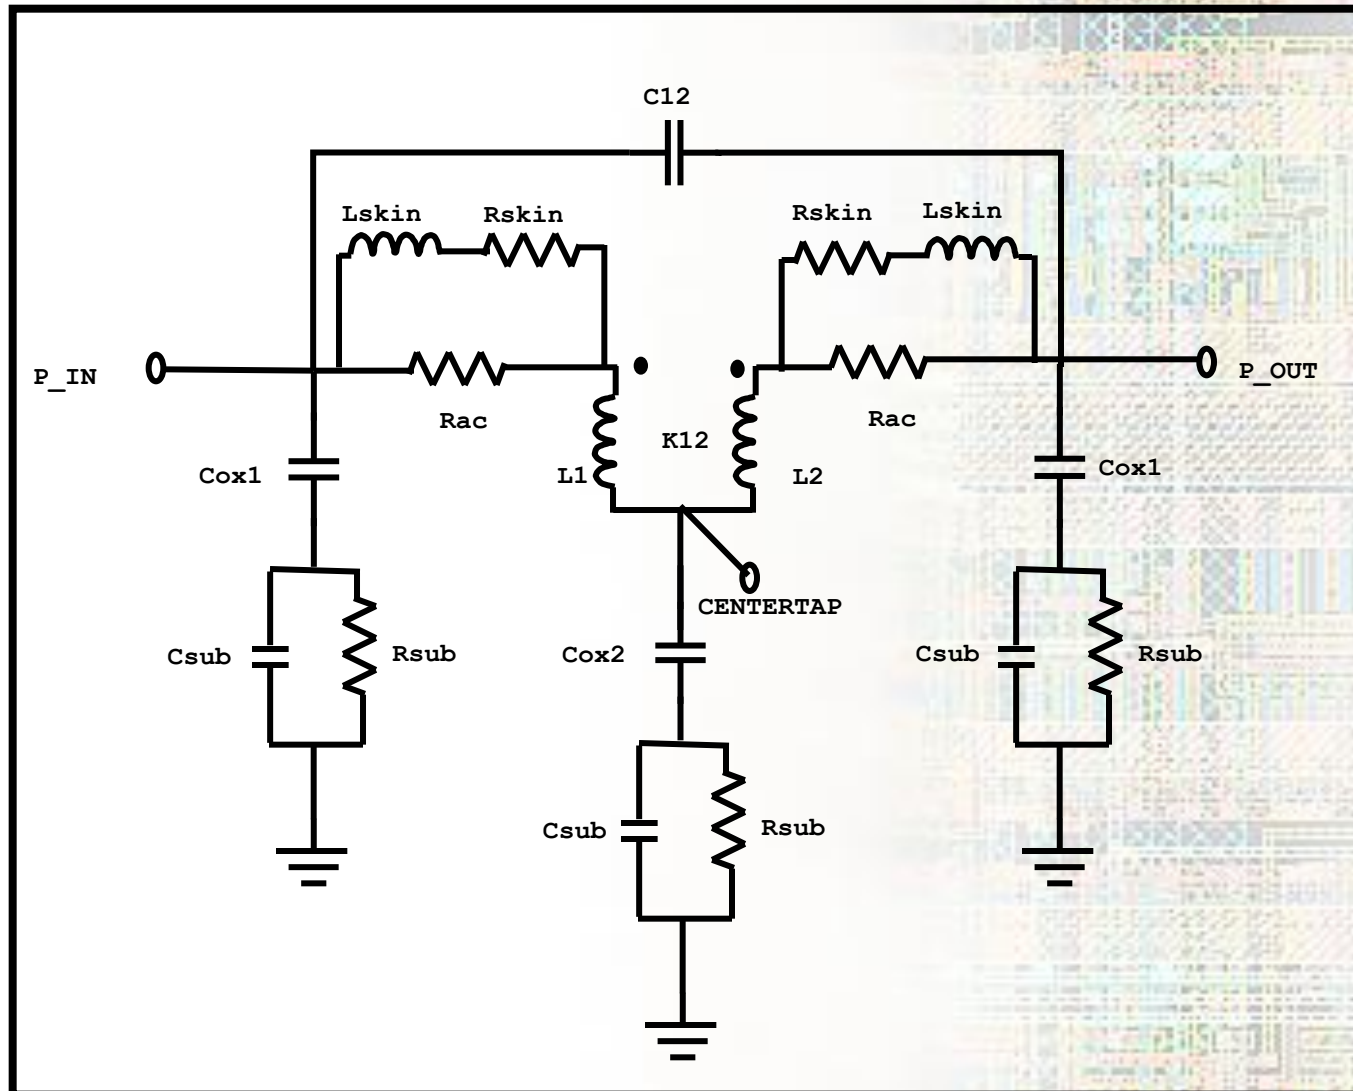 C12
Lskin
Rskin
Rskin
Lskin
P_IN
P_OUT
Rac
K12
Rac
Cox1
L1
L2
Cox1
CENTERTAP
Csub
Rsub
Cox2
Csub
Rsub
Csub
Rsub